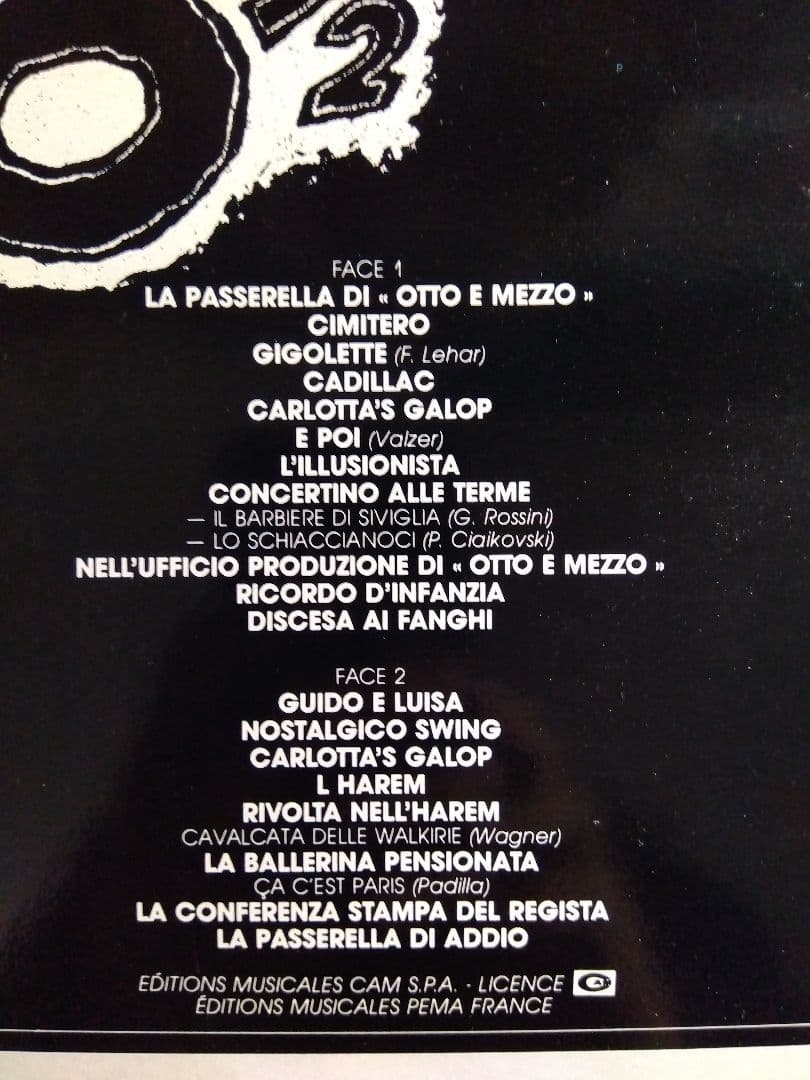 ½
FACE 1
LA PASSERELLA DI « OTTO E MEZZO »
CIMITERO
GIGOLETTE (F. Lehar)
CADILLAC
CARLOTTA'S GALOP
E POI (Valzer)
L'ILLUSIONISTA
CONCERTINO ALLE TERME
— IL BARBIERE DI SIVIGLIA (G. Rossini)
— LO SCHIACCIANOCI (P. Ciaikovski)
NELL'UFFICIO PRODUZIONE DI « OTTO E MEZZO »
RICORDO D'INFANZIA
DISCESA AI FANGHI
FACE 2
GUIDO E LUISA
NOSTALGICO SWING
CARLOTTA'S GALOP
L HAREM
RIVOLTA NELL'HAREM
CAVALCATA DELLE WALKIRIE (Wagner)
LA BALLERINA PENSIONATA
ÇA C'EST PARIS (Padilla)
LA CONFERENZA STAMPA DEL REGISTA
LA PASSERELLA DI ADDIO
EDITIONS MUSICALES CAM S.P.A. - LICENCE CAM
ÉDITIONS MUSICALES PEMA FRANCE